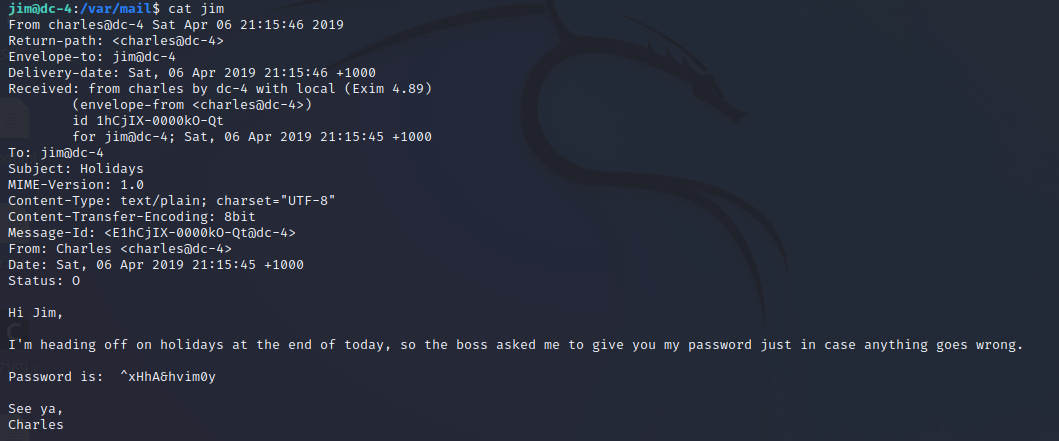 jim@dc-4:/var/mail$ cat jim
From charles@dc-4 Sat Apr 06 21:15:46 2019
Return-path: <charles@dc-4>
Envelope-to: jim@dc-4
Delivery-date: Sat, 06 Apr 2019 21:15:46 +1000
Received: from charles by dc-4 with local (Exim 4.89)
        (envelope-from <charles@dc-4>)
        id 1hCjIX-0000kO-Qt
        for jim@dc-4; Sat, 06 Apr 2019 21:15:45 +1000
To: jim@dc-4
Subject: Holidays
MIME-Version: 1.0
Content-Type: text/plain; charset="UTF-8"
Content-Transfer-Encoding: 8bit
Message-Id: <E1hCjIX-0000kO-Qt@dc-4>
From: Charles <charles@dc-4>
Date: Sat, 06 Apr 2019 21:15:45 +1000
Status: O

Hi Jim,

I'm heading off on holidays at the end of today, so the boss asked me to give you my password just in case anything goes wrong.

Password is:  ^xHhA&hvim0y

See ya,
Charles